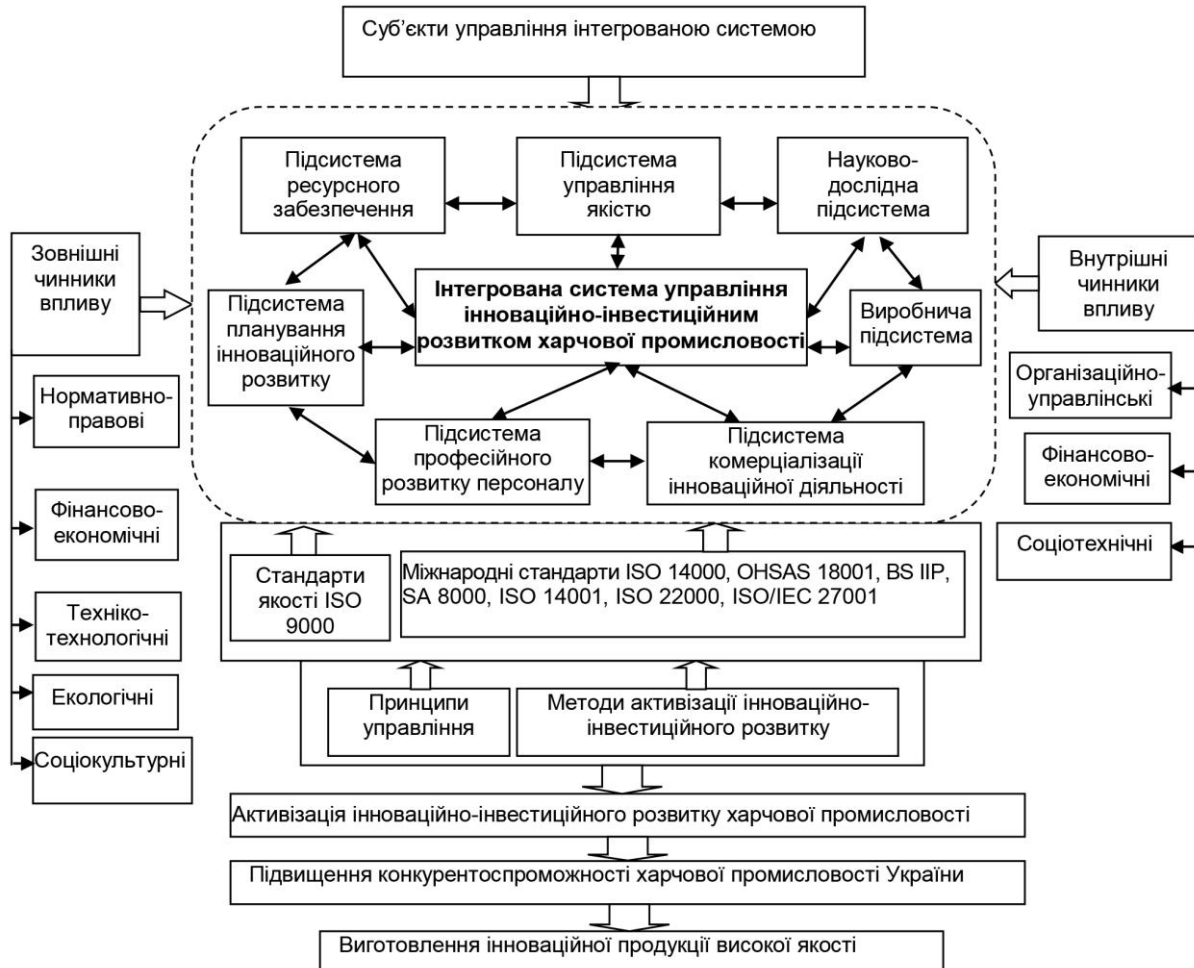 Суб’єкти управління інтегрованою системою
Підсистема
ресурсного
забезпечення
Підсистема
управління
якістю
Науково-
дослідна
підсистема
Зовнішні
чинники
впливу
Внутрішні
чинники
впливу
Підсистема
планування
інноваційного
розвитку
Інтегрована система управління
інноваційно-інвестиційним
розвитком харчової промисловості
Виробнича
підсистема
Підсистема
професійного
розвитку персоналу
Підсистема
комерціалізації
інноваційної діяльності
Нормативно-
правові
Фінансово-
економічні
Техніко-
технологічні
Екологічні
Соціокультурні
Організаційно-
управлінські
Фінансово-
економічні
Соціотехнічні
Стандарти
якості ISO
9000
Міжнародні стандарти ISO 14000, OHSAS 18001, BS IIP,
SA 8000, ISO 14001, ISO 22000, ISO/IEC 27001
Принципи
управління
Методи активізації інноваційно-
інвестиційного розвитку
Активізація інноваційно-інвестиційного розвитку харчової промисловості
Підвищення конкурентоспроможності харчової промисловості України
Виготовлення інноваційної продукції високої якості